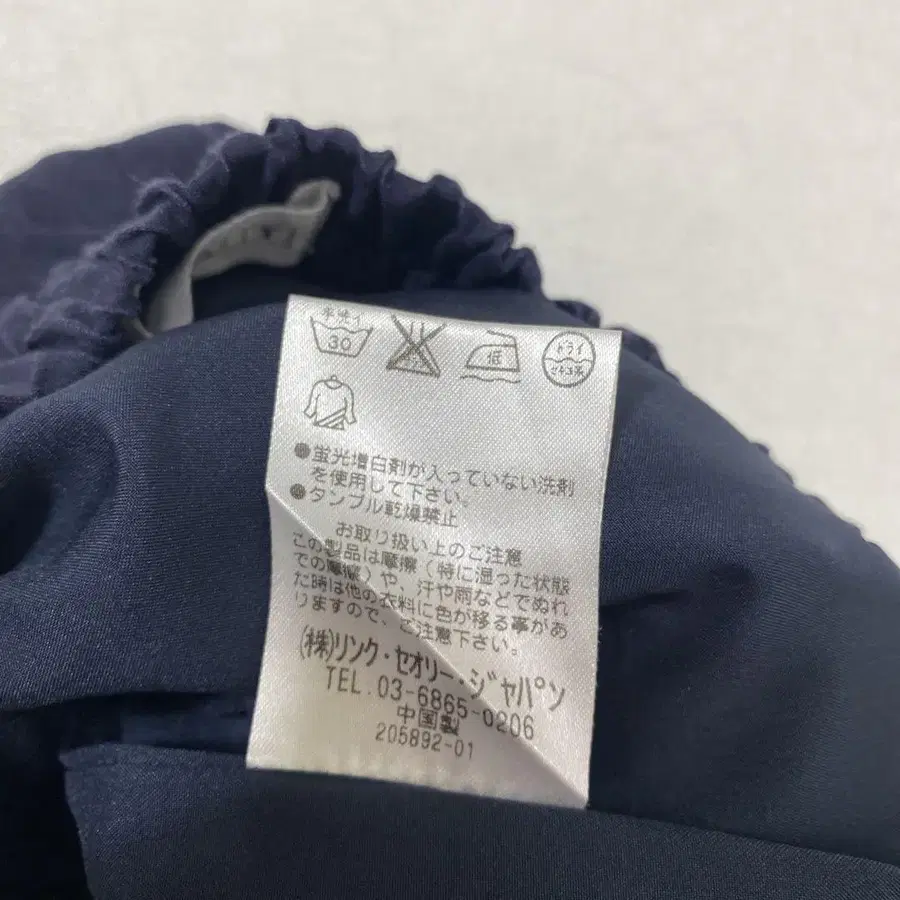 水洗イ
30
低
ドライ
セキユ系
●蛍光増白剤が入っていない洗剤
を使用して下さい。
●タンブル乾燥禁止
お取り扱い上のご注意
この製品は摩擦（特に湿った状態
での摩擦）や、汗や雨などでぬれ
た時は他の衣料に色が移る事があ
りますので、ご注意下さい。
㈱リンク・セオリー・ジャパン
TEL.03-6865-0206
中国製
205892-01